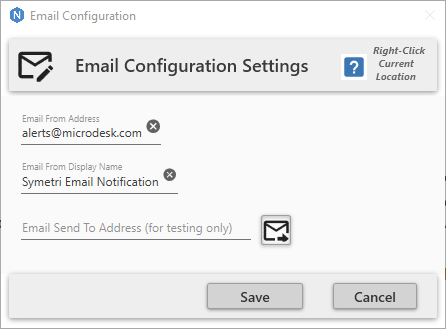 Email Configuration
Email Configuration Settings
?
Right-Click
Current
Location
Email From Address
alerts@microdesk.com
Email From Display Name
Symetri Email Notification
Email Send To Address (for testing only)
Save
Cancel